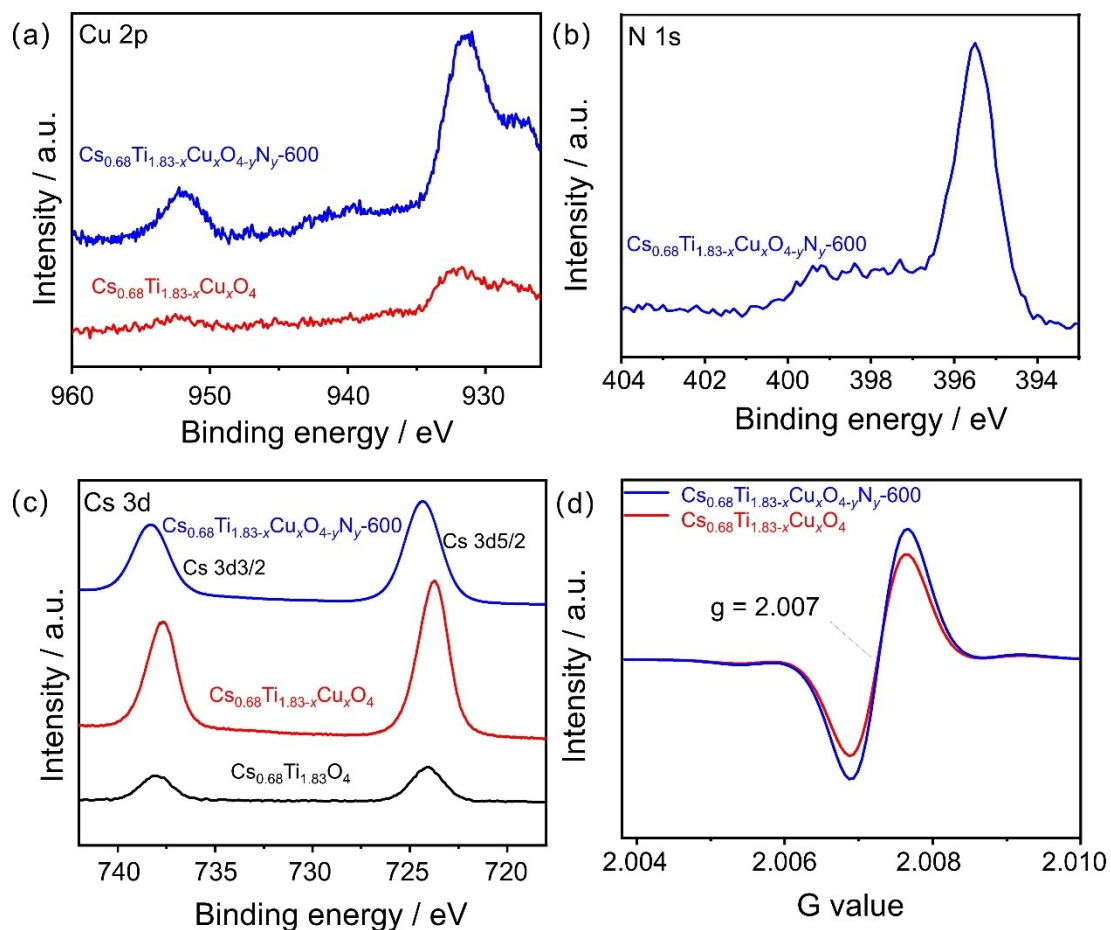 (a)
Cu 2p
Intensity / a.u.
Cs0.68Ti1.83-xCuxO4-yNy-600
Cs0.68Ti1.83-xCuxO4
960 950 940 930
Binding energy / eV
(b)
N 1s
Intensity / a.u.
Cs0.68Ti1.83-xCuxO4-yNy-600
404 402 400 398 396 394
Binding energy / eV
(c)
Cs 3d
Intensity / a.u.
Cs0.68Ti1.83-xCuxO4-yNy-600
Cs 3d3/2
Cs 3d5/2
Cs0.68Ti1.83-xCuxO4
Cs0.68Ti1.83O4
740 735 730 725 720
Binding energy / eV
(d)
Intensity / a.u.
Cs0.68Ti1.83-xCuxO4-yNy-600
Cs0.68Ti1.83-xCuxO4
g = 2.007
2.004 2.006 2.008 2.010
G value